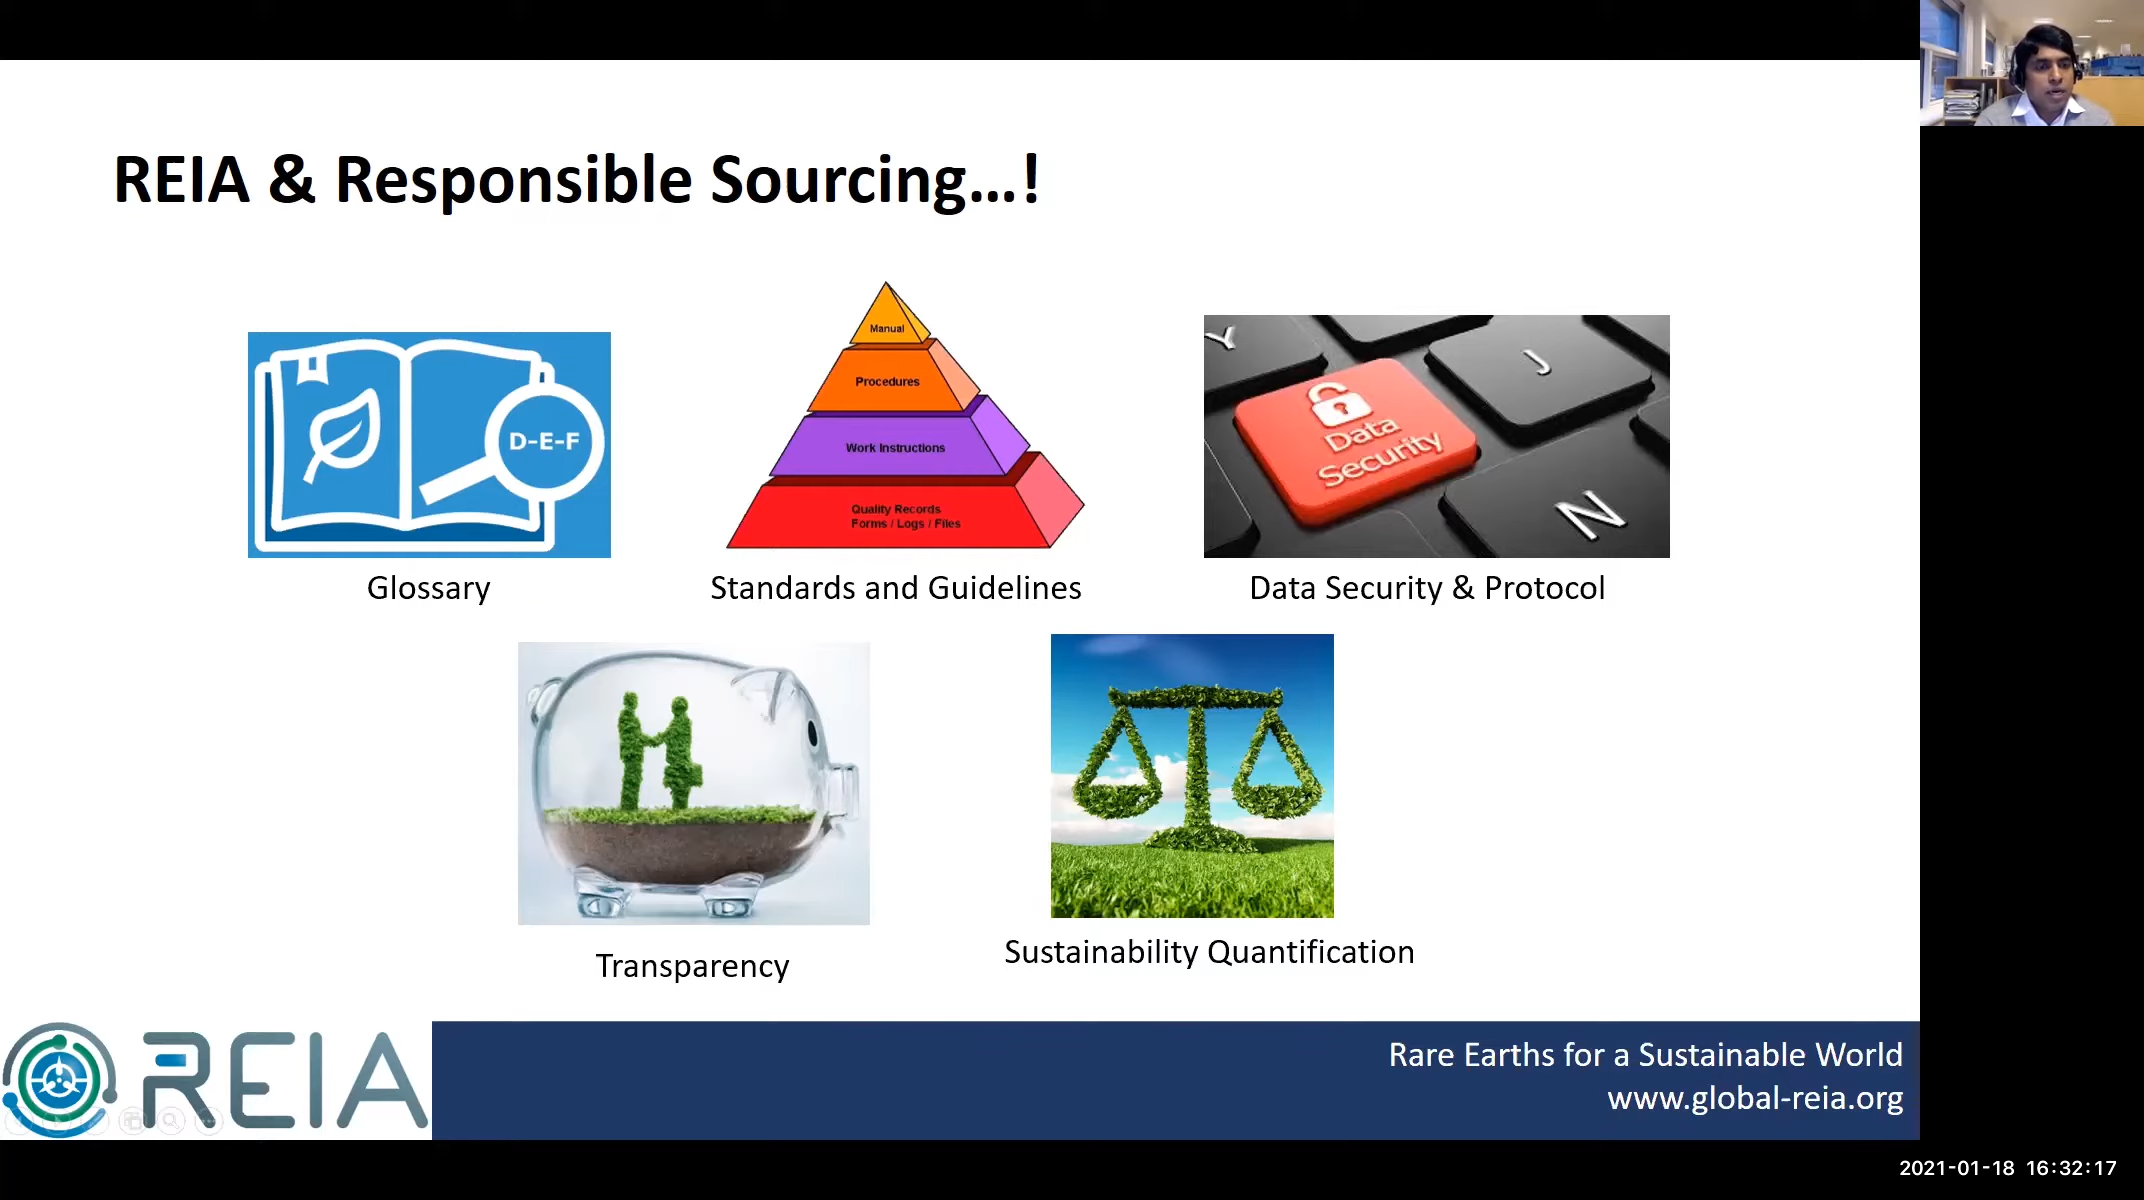 REIA & Responsible Sourcing...!
Manual
Procedures
Work Instructions
Quality Records
Forms / Logs / Files
D-E-F
Y
J
N
Data
Security
Glossary
Standards and Guidelines
Data Security & Protocol
Transparency
Sustainability Quantification
REIA
Rare Earths for a Sustainable World
www.global-reia.org
2021-01-18 16:32:17